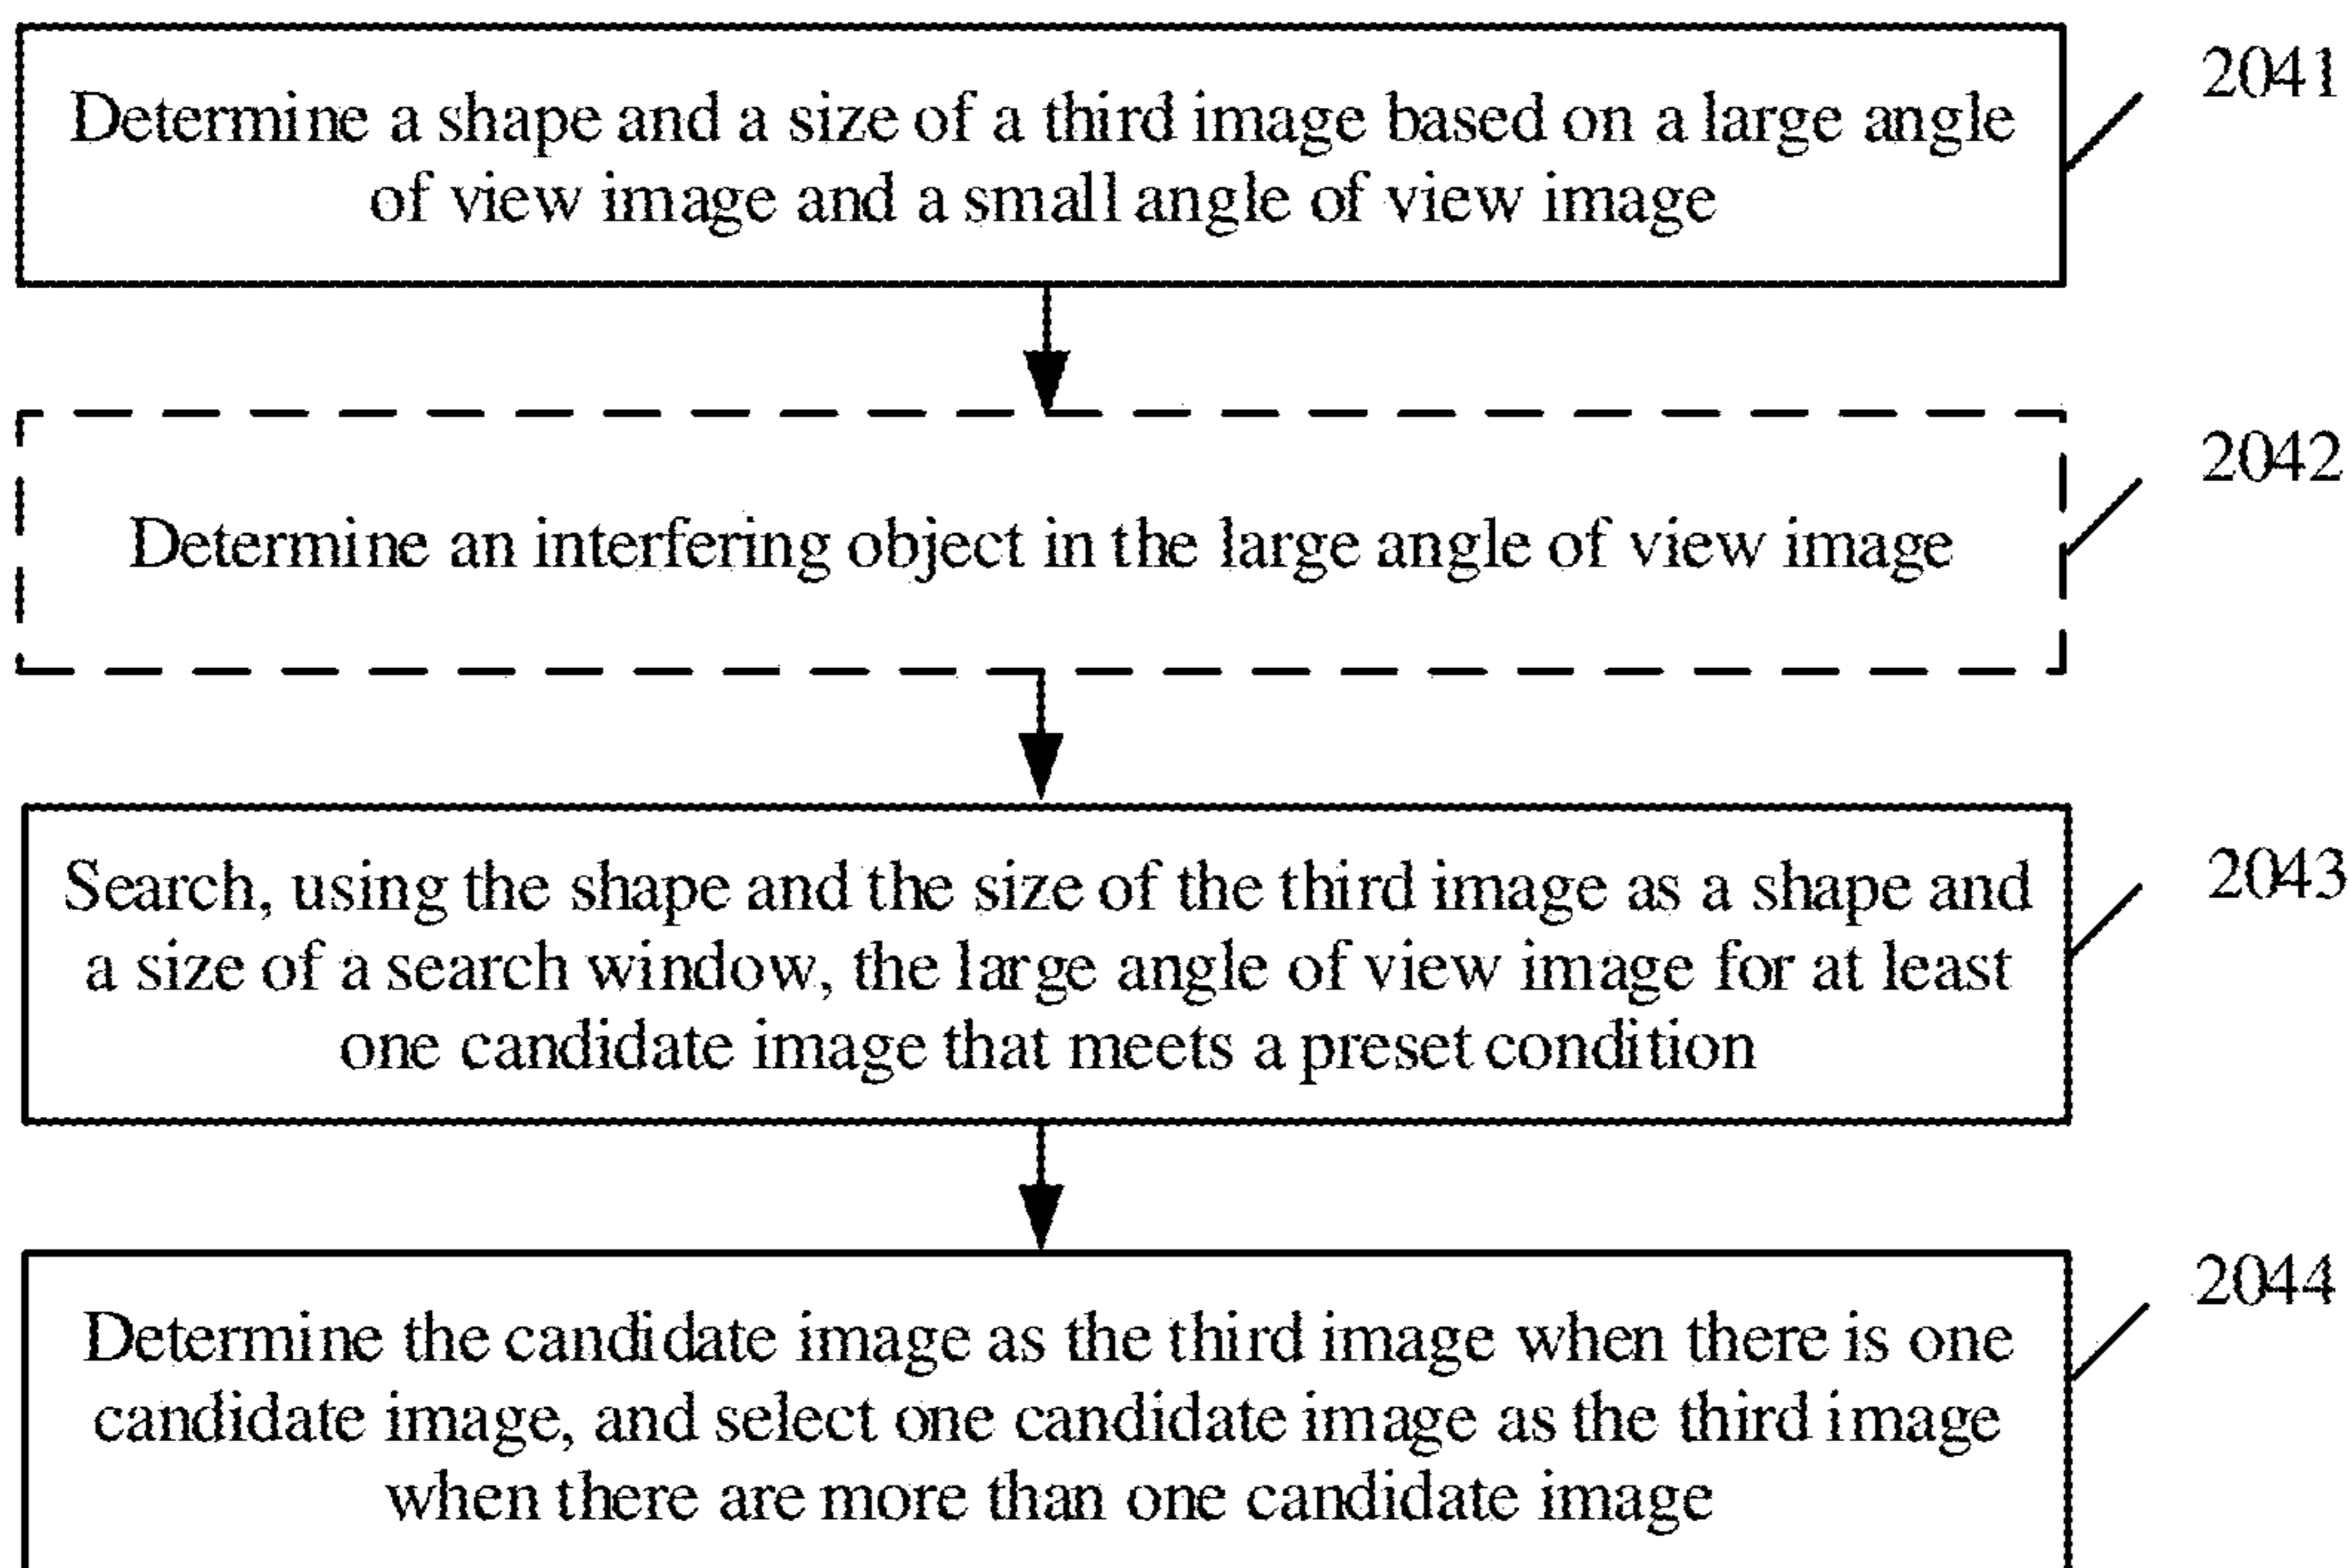 Determine a shape and a size of a third image based on a large angle
of view image and a small angle of view image
2041
Determine an interfering object in the large angle of view image
2042
Search, using the shape and the size of the third image as a shape and
a size of a search window, the large angle of view image for at least
one candidate image that meets a preset condition
2043
Determine the candidate image as the third image when there is one
candidate image, and select one candidate image as the third image
when there are more than one candidate image
2044